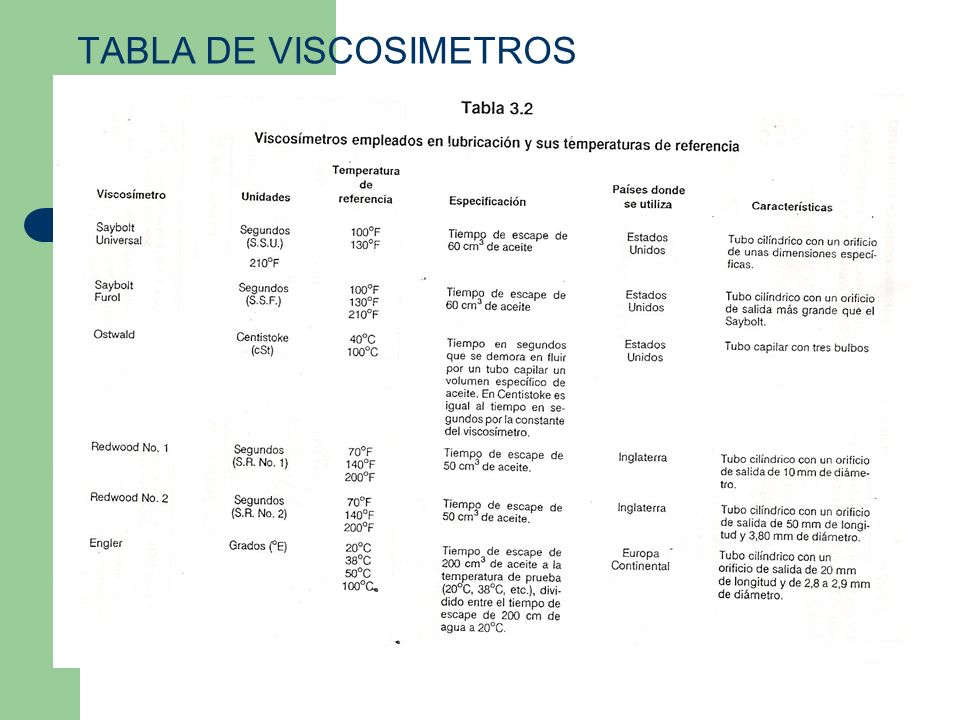 TABLA DE VISCOSIMETROS
Tabla 3.2
Viscosímetros empleados en lubricación y sus temperaturas de referencia
Viscosímetro
Unidades
Temperatura
de
referencia
Especificación
Países donde
se utiliza
Características
Saybolt
Universal
Segundos
(S.S.U.)
210°F
100°F
130°F
Tiempo de escape de
60 cm³ de aceite
Estados
Unidos
Tubo cilíndrico con un orificio
de unas dimensiones especí-
ficas.
Saybolt
Furol
Segundos
(S.S.F.)
100°F
130°F
210°F
Tiempo de escape de
60 cm³ de aceite
Estados
Unidos
Tubo cilíndrico con un orificio
de salida más grande que el
Saybolt.
Ostwald
Centistoke
(cSt)
40°C
100°C
Tiempo en segundos
que se demora en fluir
por un tubo capilar un
volumen específico de
aceite. En Centistoke es
igual al tiempo en se-
gundos por la constante
del viscosímetro.
Estados
Unidos
Tubo capilar con tres bulbos
Redwood No. 1
Segundos
(S.R. No. 1)
70°F
140°F
200°F
Tiempo de escape de
50 cm³ de aceite.
Inglaterra
Tubo cilíndrico con un orificio
de salida de 10 mm de diáme-
tro.
Redwood No. 2
Segundos
(S.R. No. 2)
70°F
140°F
200°F
Tiempo de escape de
50 cm³ de aceite.
Inglaterra
Tubo cilíndrico con un orificio
de salida de 50 mm de longi-
tud y 3,80 mm de diámetro.
Engler
Grados (°E)
20°C
38°C
50°C
100°C
Tiempo de escape de
200 cm³ de aceite a la
temperatura de prueba
(20°C, 38°C, etc.), divi-
dido entre el tiempo de
escape de 200 cm de
agua a 20°C.
Europa
Continental
Tubo cilíndrico con un
orificio de salida de 20 mm
de longitud y de 2,8 a 2,9 mm
de diámetro.